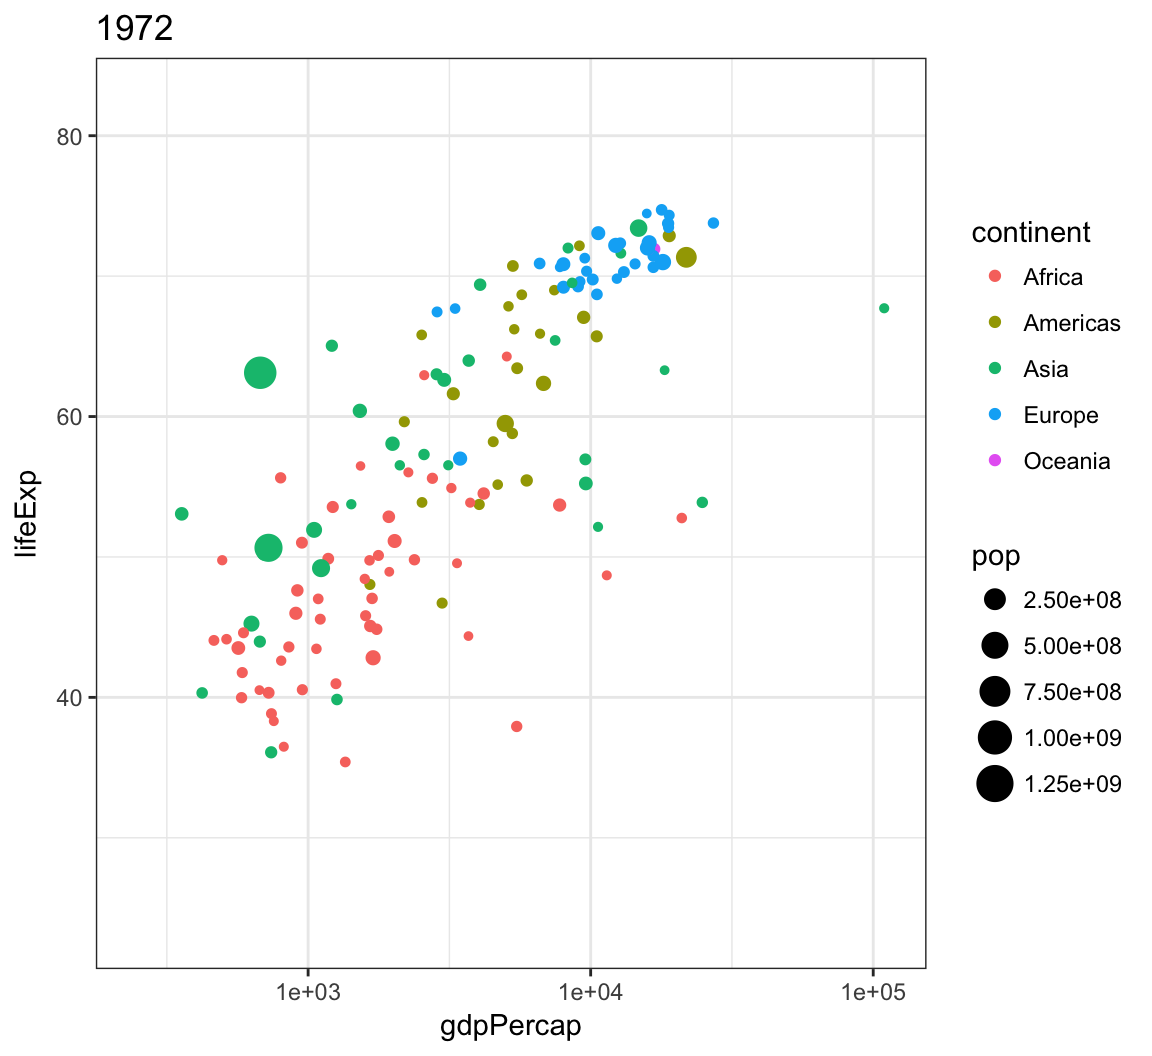 1972
lifeExp
80
60
40
1e+03
1e+04
1e+05
gdpPercap
continent
Africa
Americas
Asia
Europe
Oceania
pop
2.50e+08
5.00e+08
7.50e+08
1.00e+09
1.25e+09